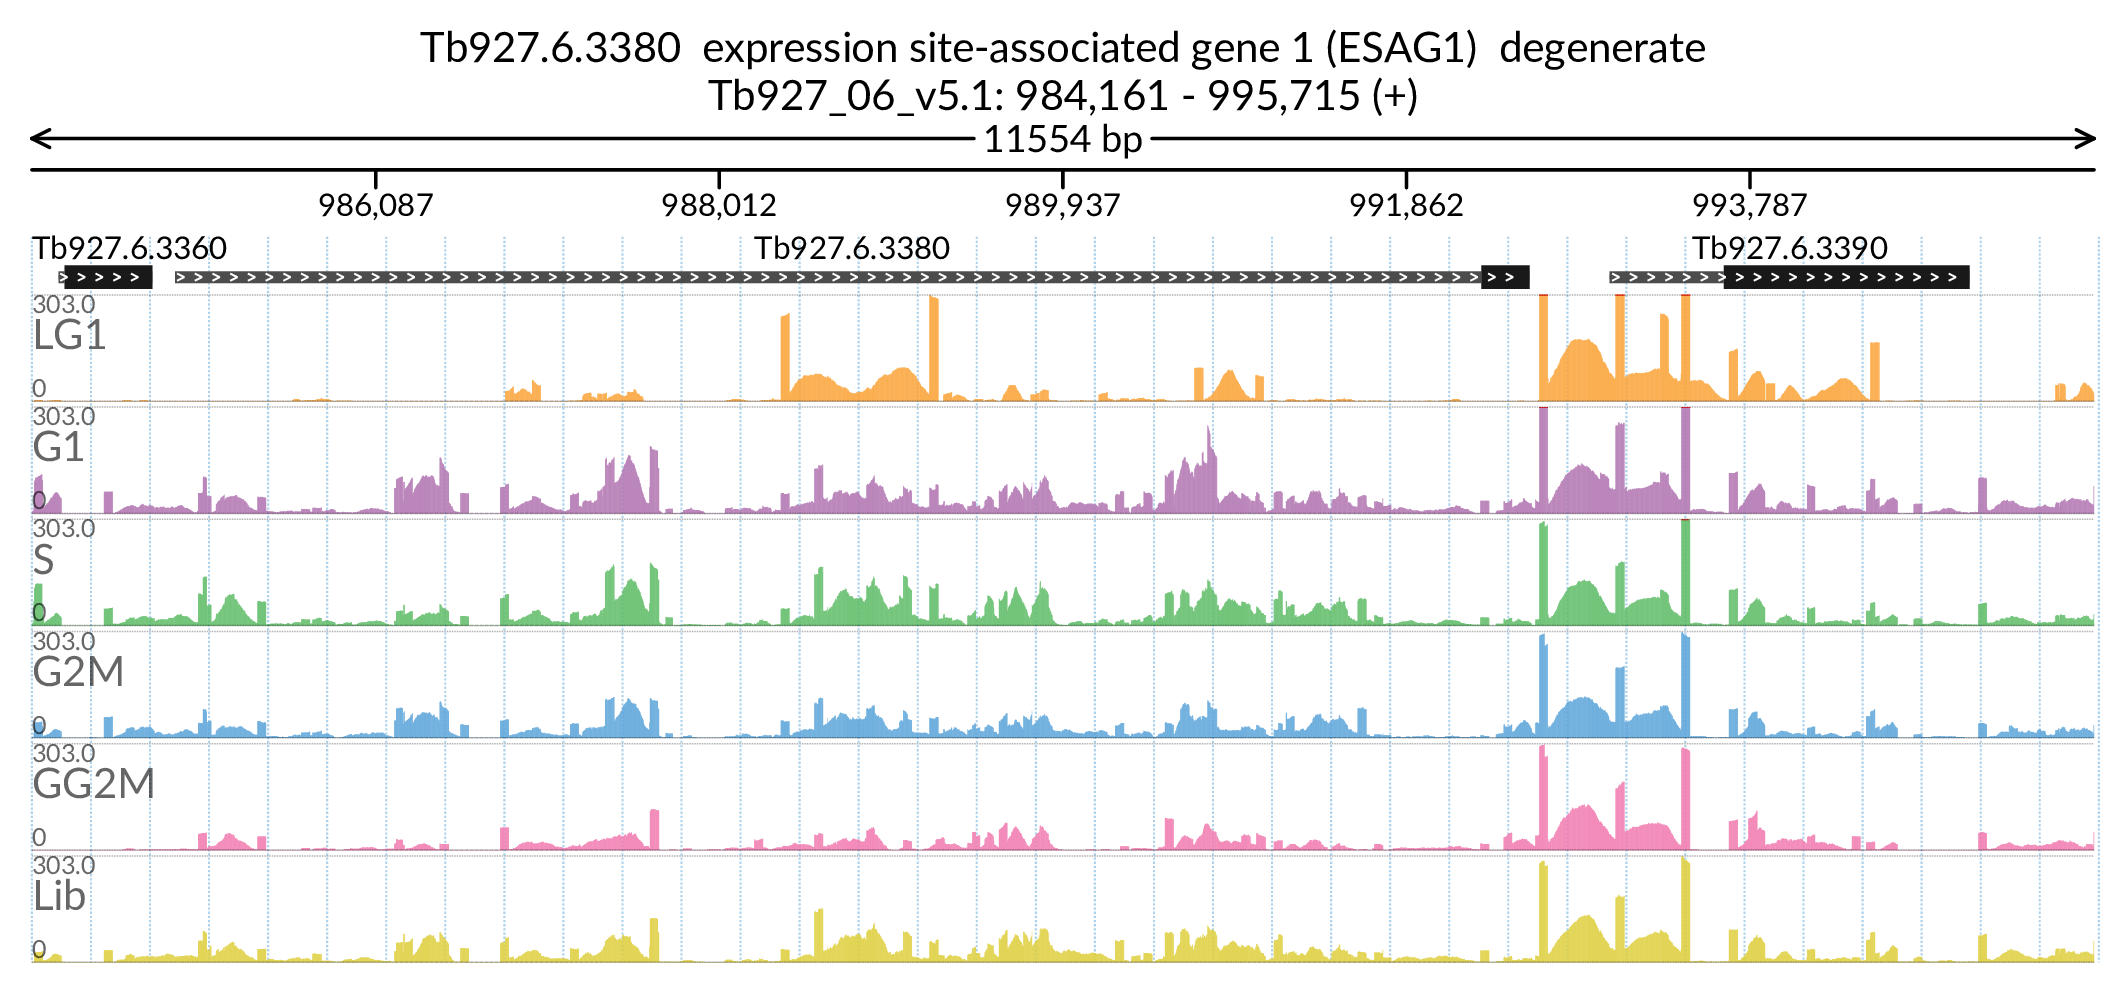 Tb927.6.3380 expression site-associated gene 1 (ESAG1) degenerate
Tb927_06_v5.1: 984,161 - 995,715 (+)
11554 bp
986,087 988,012 989,937 991,862 993,787
Tb927.6.3360 Tb927.6.3380 Tb927.6.3390
303.0
LG1
0
303.0
G1
0
303.0
S
0
303.0
G2M
0
303.0
GG2M
0
303.0
Lib
0